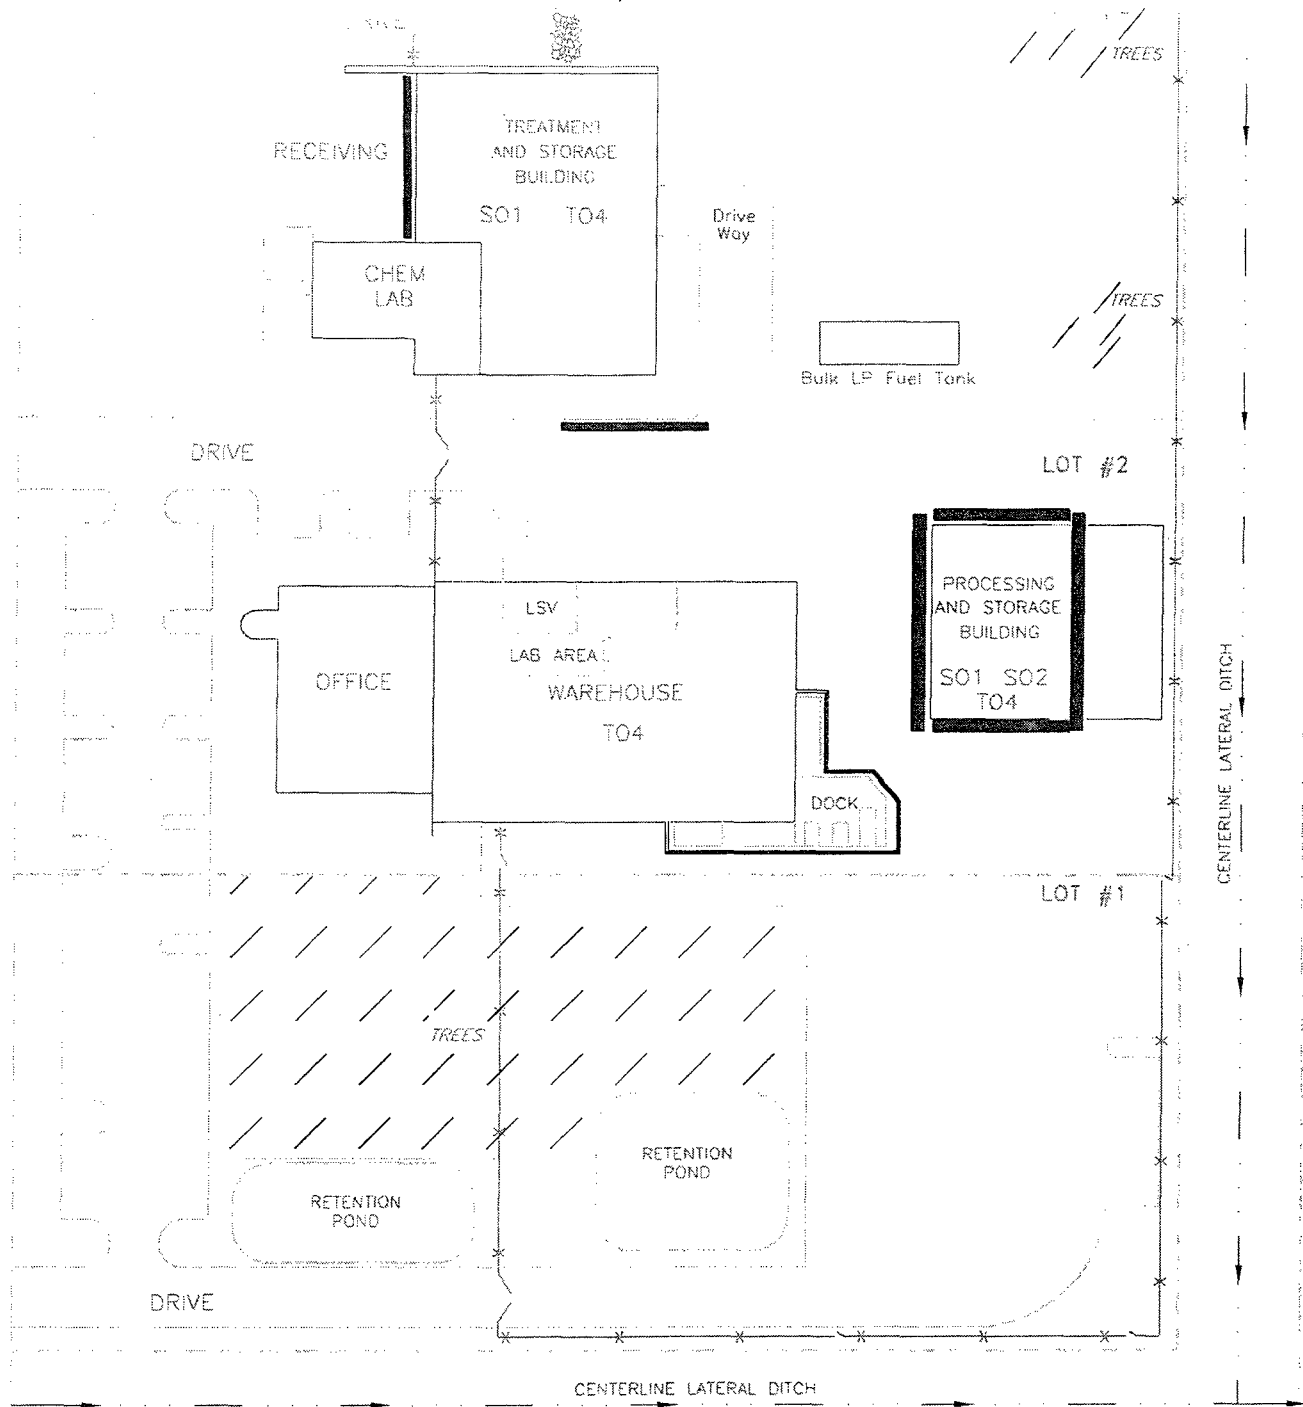 TREES
TREATMENT
AND STORAGE
BUILDING
SO1 TO4
RECEIVING
Drive
Way
CHEM
LAB
TREES
Bulk LP Fuel Tank
DRIVE
LOT #2
PROCESSING
AND STORAGE
BUILDING
SO1 SO2
TO4
LSV
LAB AREA
OFFICE
WAREHOUSE
TO4
CENTERLINE LATERAL DITCH
DOCK
LOT #1
TREES
RETENTION
POND
RETENTION
POND
DRIVE
CENTERLINE LATERAL DITCH